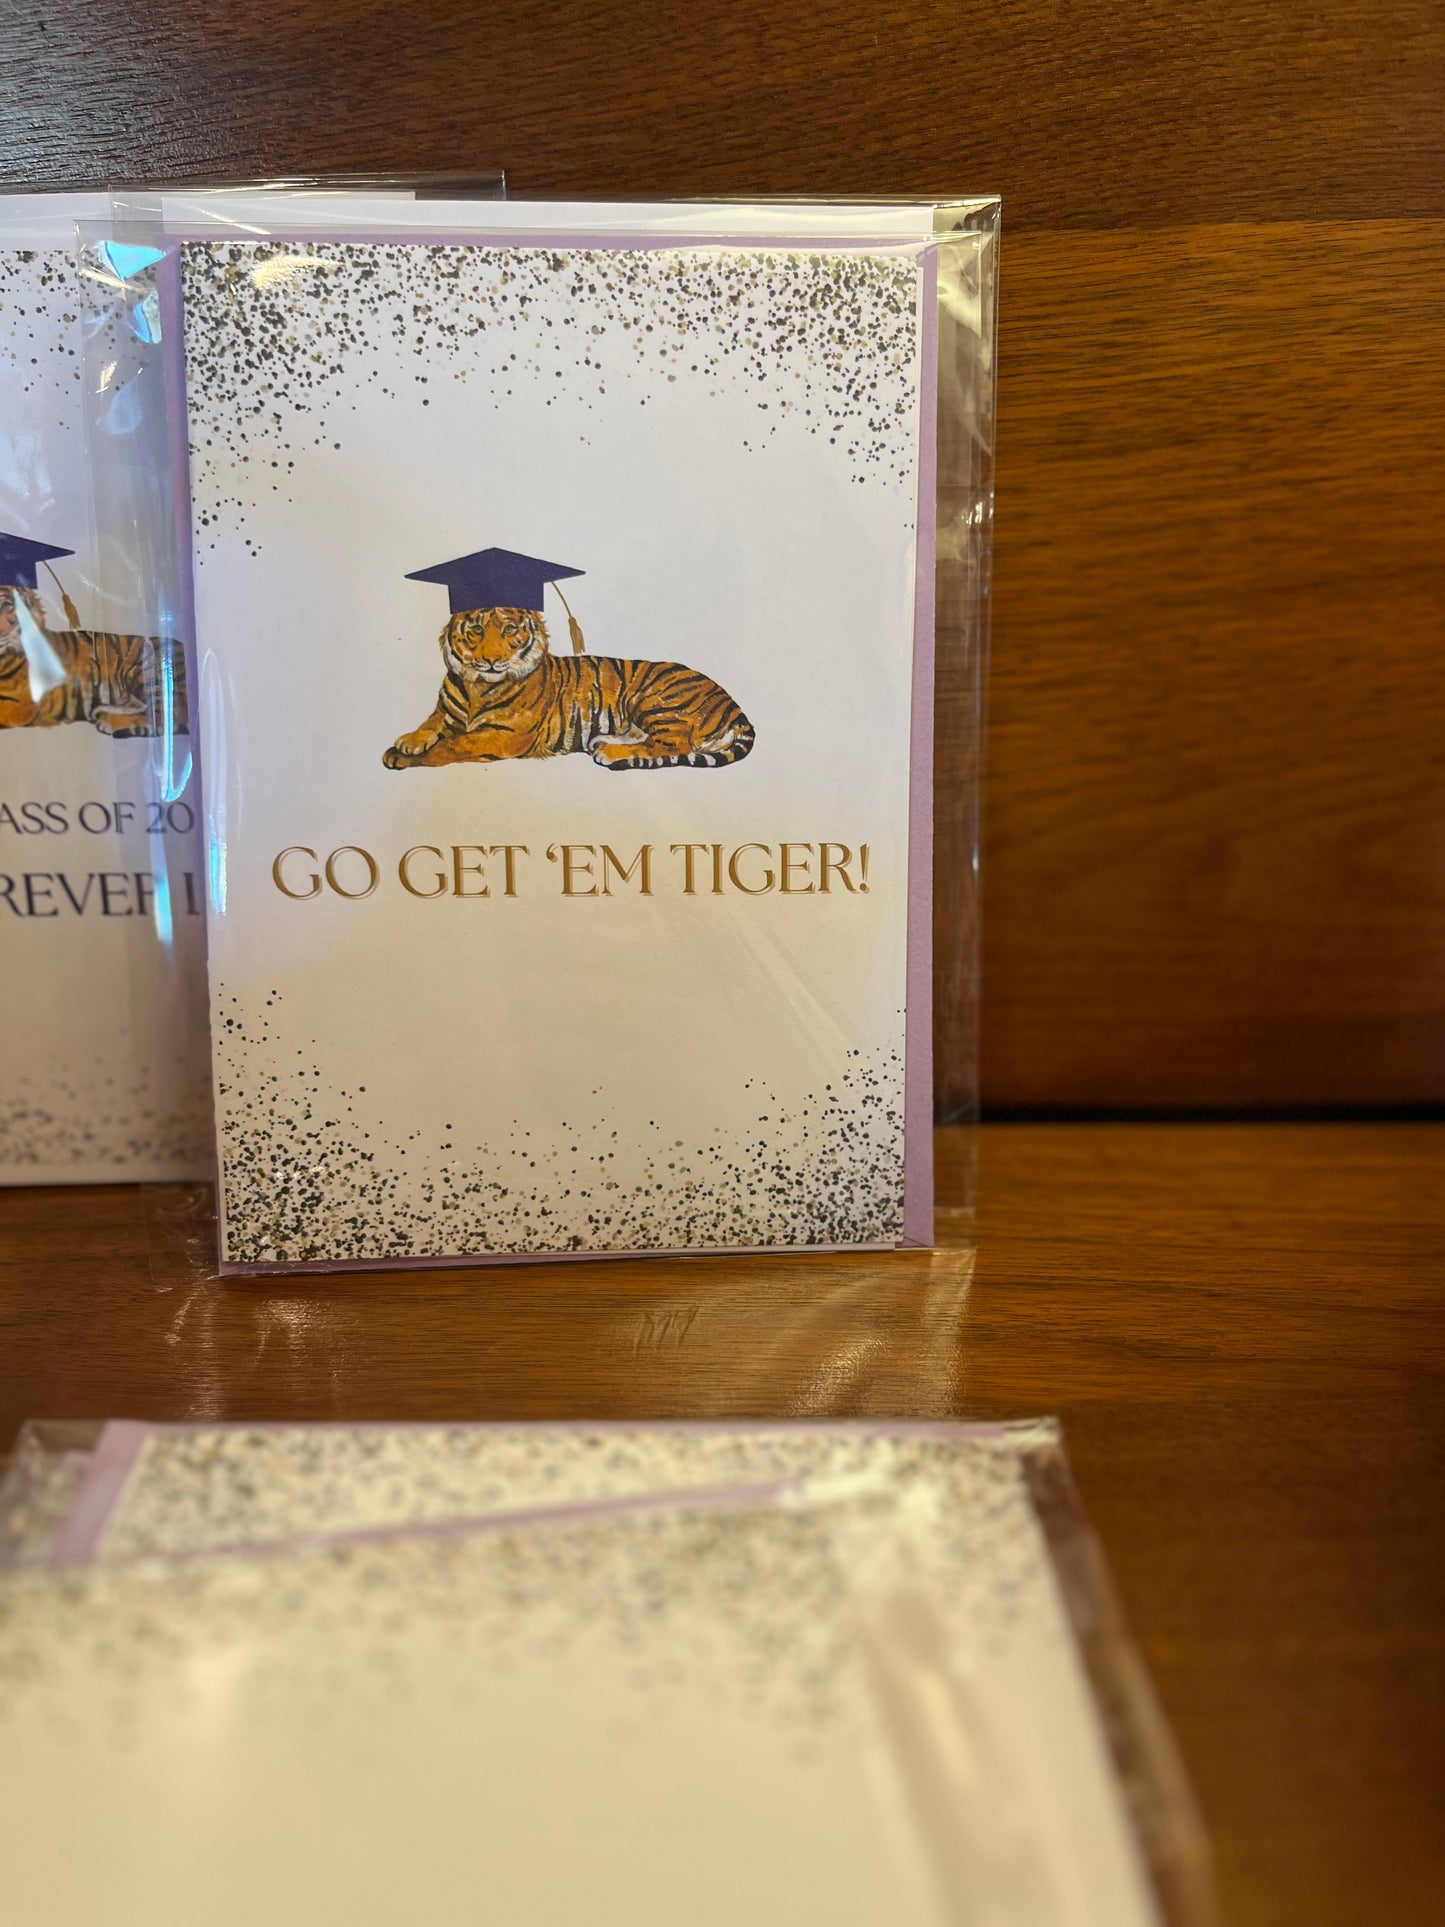 ASS OF 20
REVER L
GO GET ‘EM TIGER!